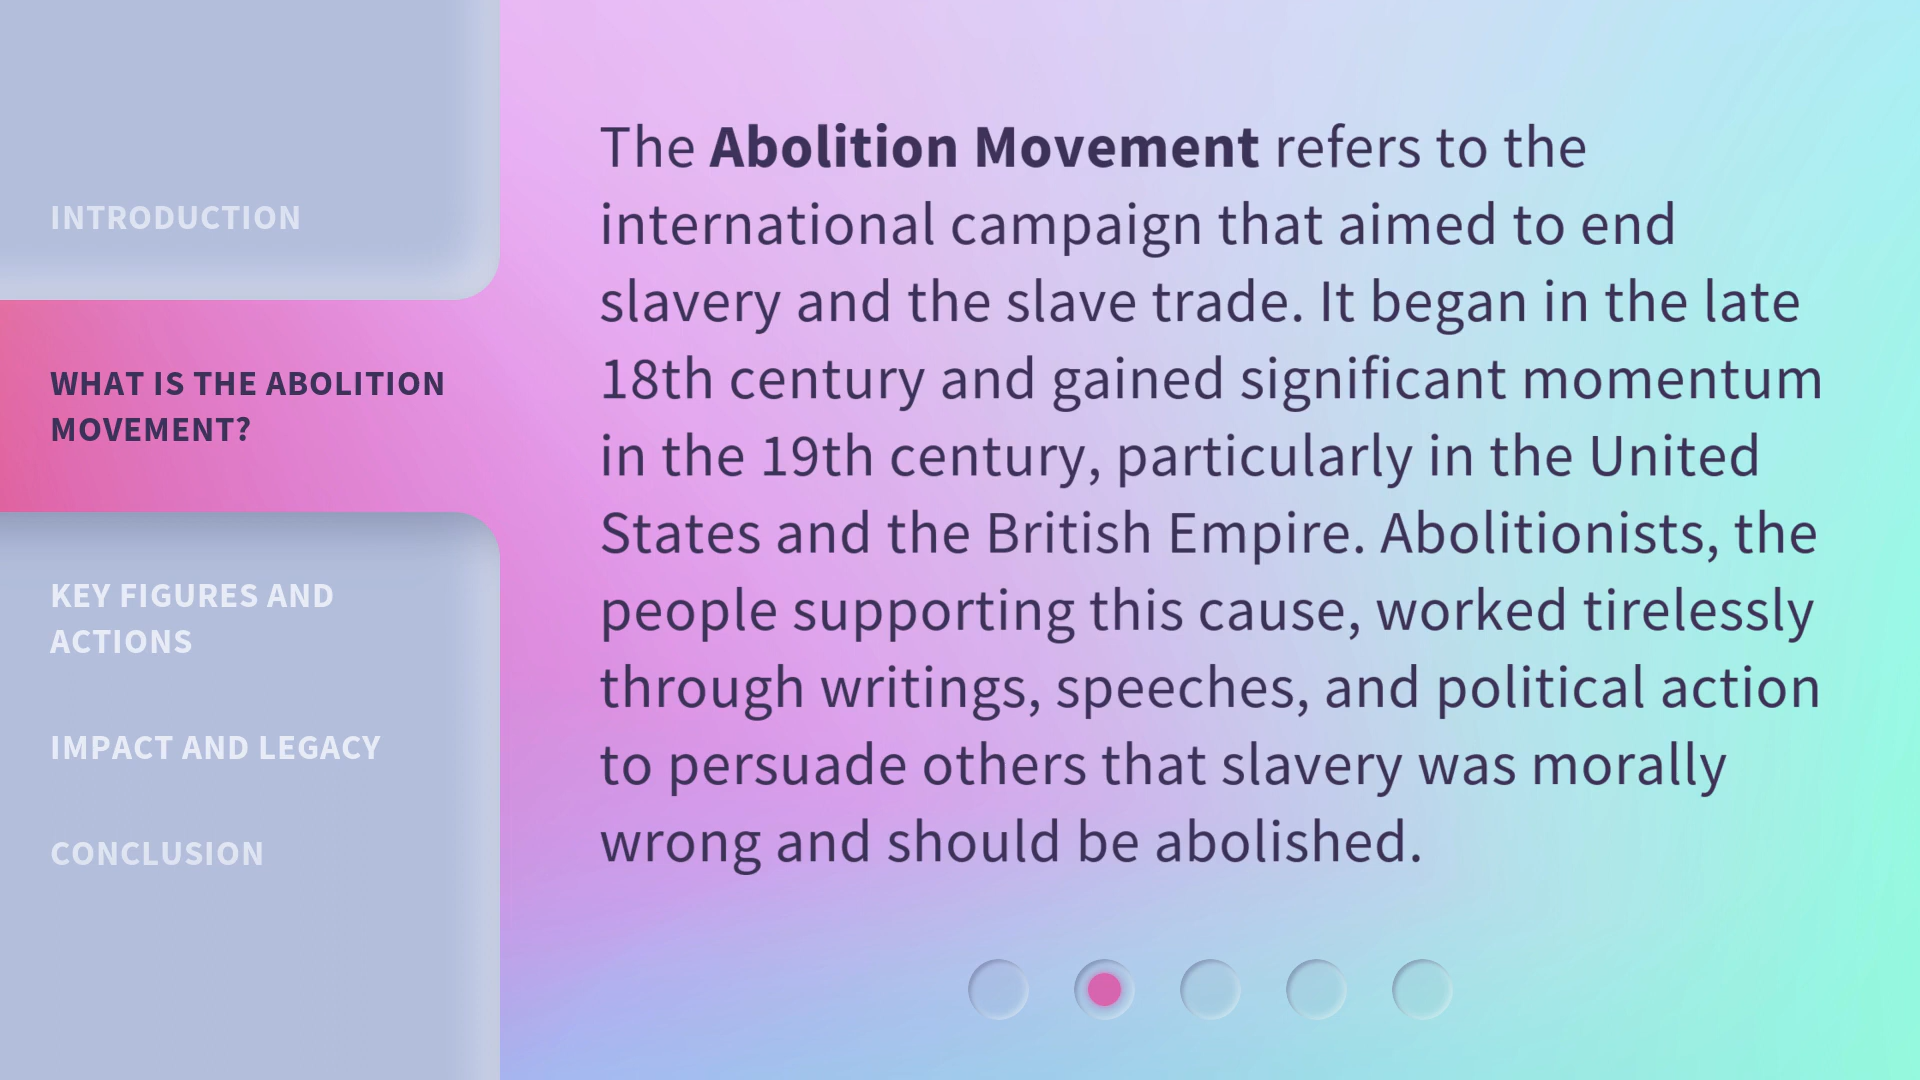 INTRODUCTION
WHAT IS THE ABOLITION
MOVEMENT?
KEY FIGURES AND
ACTIONS
IMPACT AND LEGACY
CONCLUSION
The Abolition Movement refers to the
international campaign that aimed to end
slavery and the slave trade. It began in the late
18th century and gained significant momentum
in the 19th century, particularly in the United
States and the British Empire. Abolitionists, the
people supporting this cause, worked tirelessly
through writings, speeches, and political action
to persuade others that slavery was morally
wrong and should be abolished.